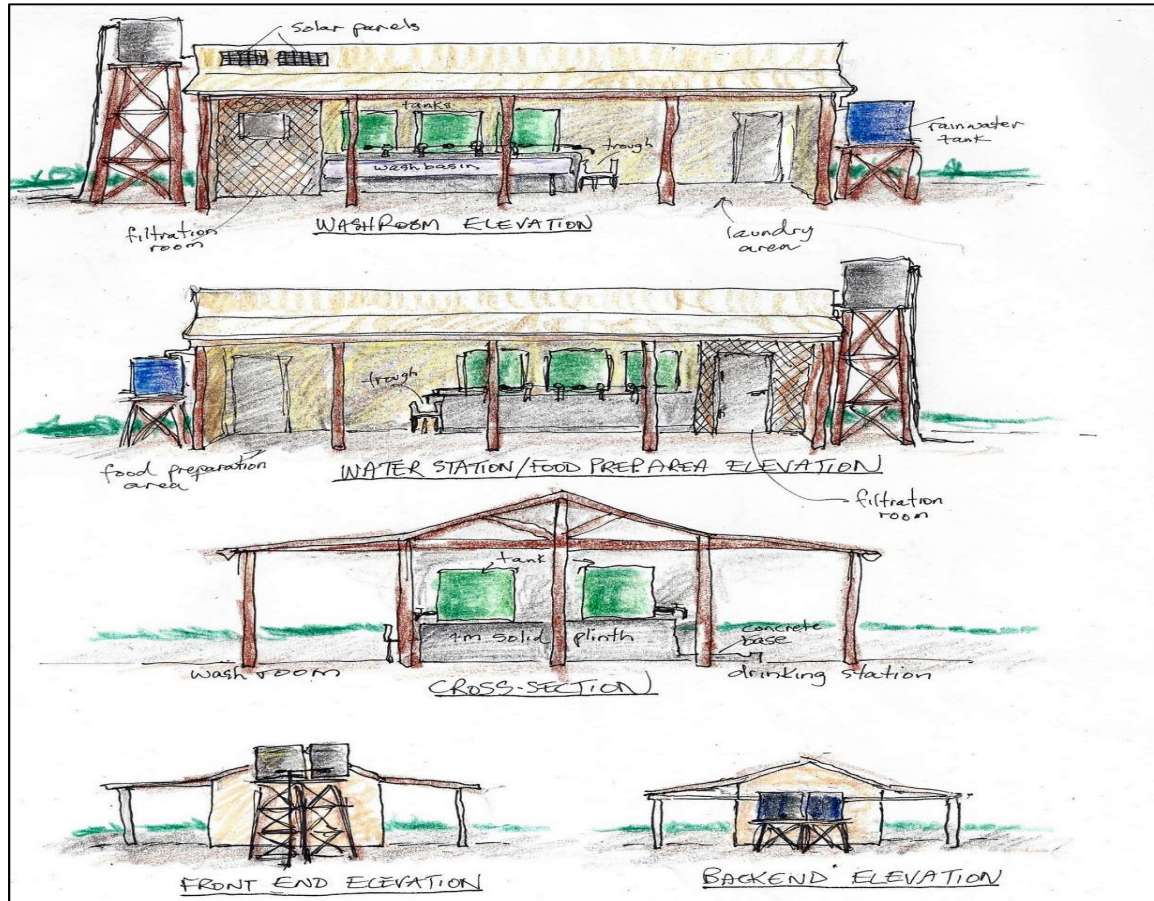 solar panels
tanks
wash basin
trough
rainwater
tank
filtration
room
WASHROOM ELEVATION
laundry
area
trough
food preparation
area
WATER STATION/FOOD PREP AREA ELEVATION
filtration
room
tank
1m solid plinth
concrete
base
wash room
drinking station
CROSS-SECTION
FRONT END ELEVATION
BACKEND ELEVATION